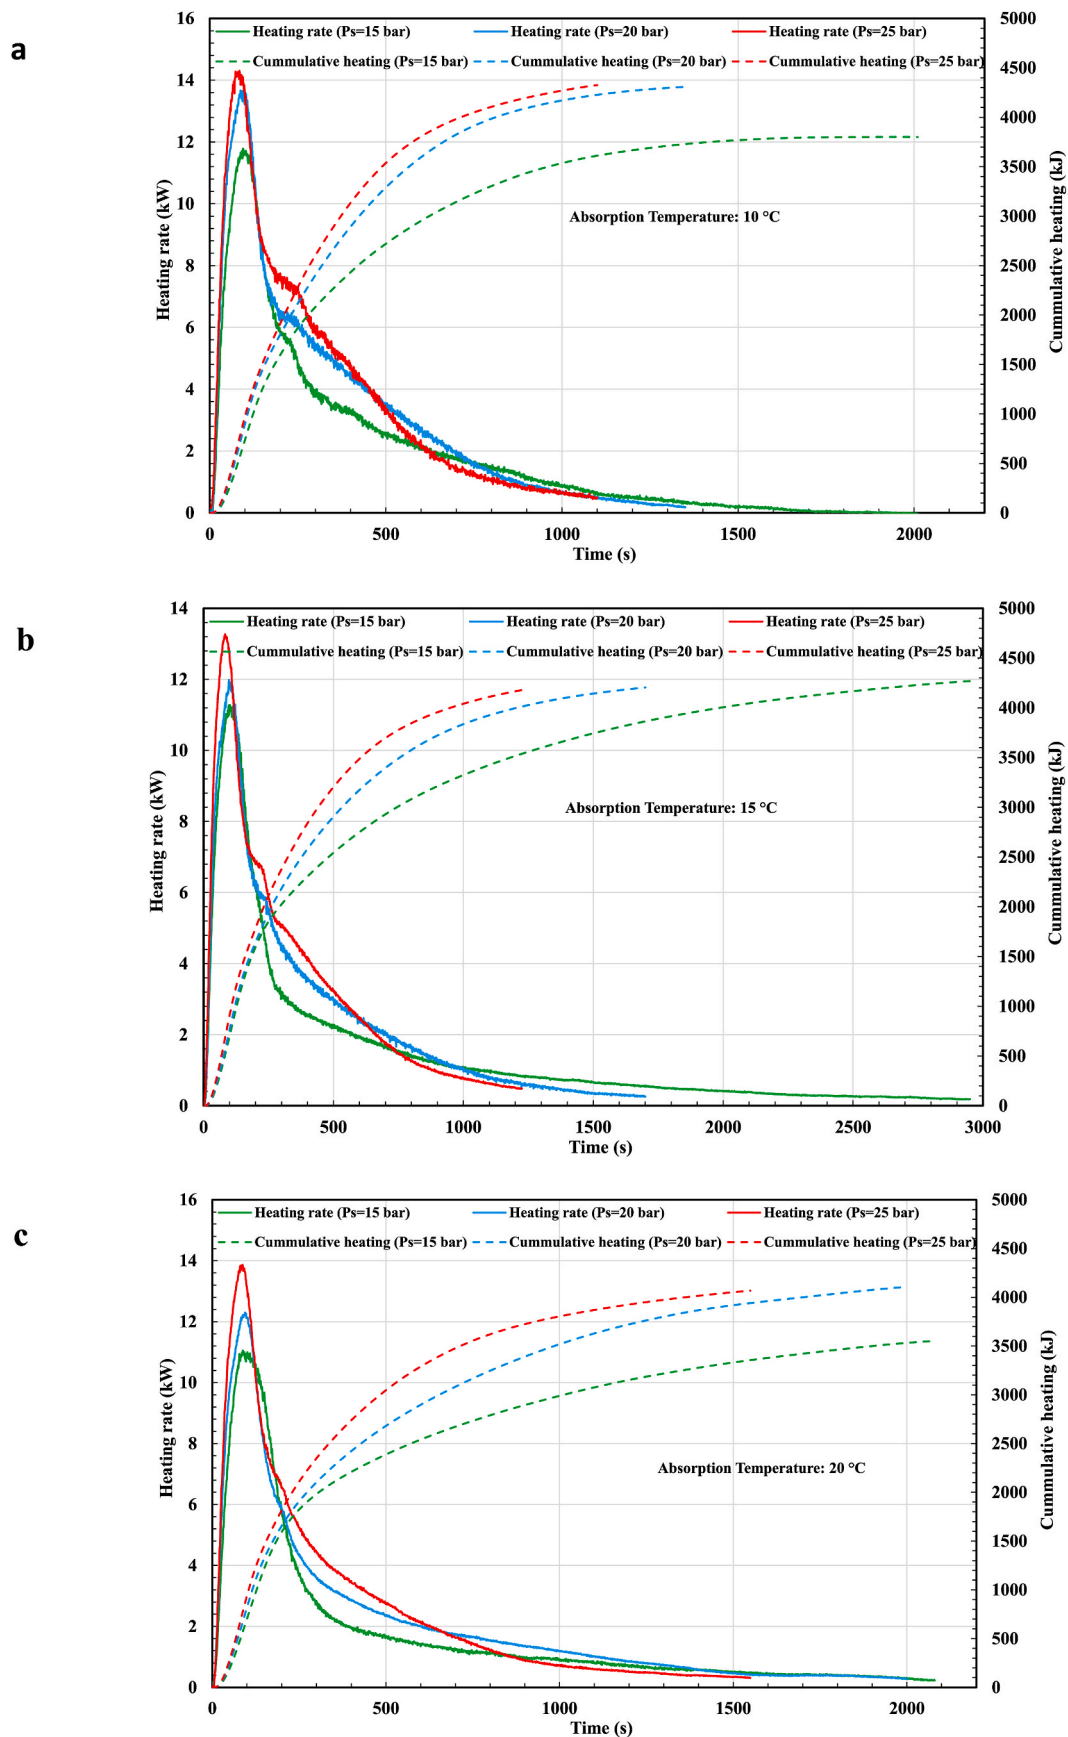 a
Heating rate (Ps=15 bar) Heating rate (Ps=20 bar) Heating rate (Ps=25 bar)
Cummulative heating (Ps=15 bar) Cummulative heating (Ps=20 bar) Cummulative heating (Ps=25 bar)
Absorption Temperature: 10 °C
Heating rate (kW)
16
14
12
10
8
6
4
2
0
Cummulative heating (kJ)
5000
4500
4000
3500
3000
2500
2000
1500
1000
500
0
0 500 1000 1500 2000
Time (s)
b
Heating rate (Ps=15 bar) Heating rate (Ps=20 bar) Heating rate (Ps=25 bar)
Cummulative heating (Ps=15 bar) Cummulative heating (Ps=20 bar) Cummulative heating (Ps=25 bar)
Absorption Temperature: 15 °C
Heating rate (kW)
14
12
10
8
6
4
2
0
Cummulative heating (kJ)
5000
4500
4000
3500
3000
2500
2000
1500
1000
500
0
0 500 1000 1500 2000 2500 3000
Time (s)
c
Heating rate (Ps=15 bar) Heating rate (Ps=20 bar) Heating rate (Ps=25 bar)
Cummulative heating (Ps=15 bar) Cummulative heating (Ps=20 bar) Cummulative heating (Ps=25 bar)
Absorption Temperature: 20 °C
Heating rate (kW)
16
14
12
10
8
6
4
2
0
Cummulative heating (kJ)
5000
4500
4000
3500
3000
2500
2000
1500
1000
500
0
0 500 1000 1500 2000
Time (s)